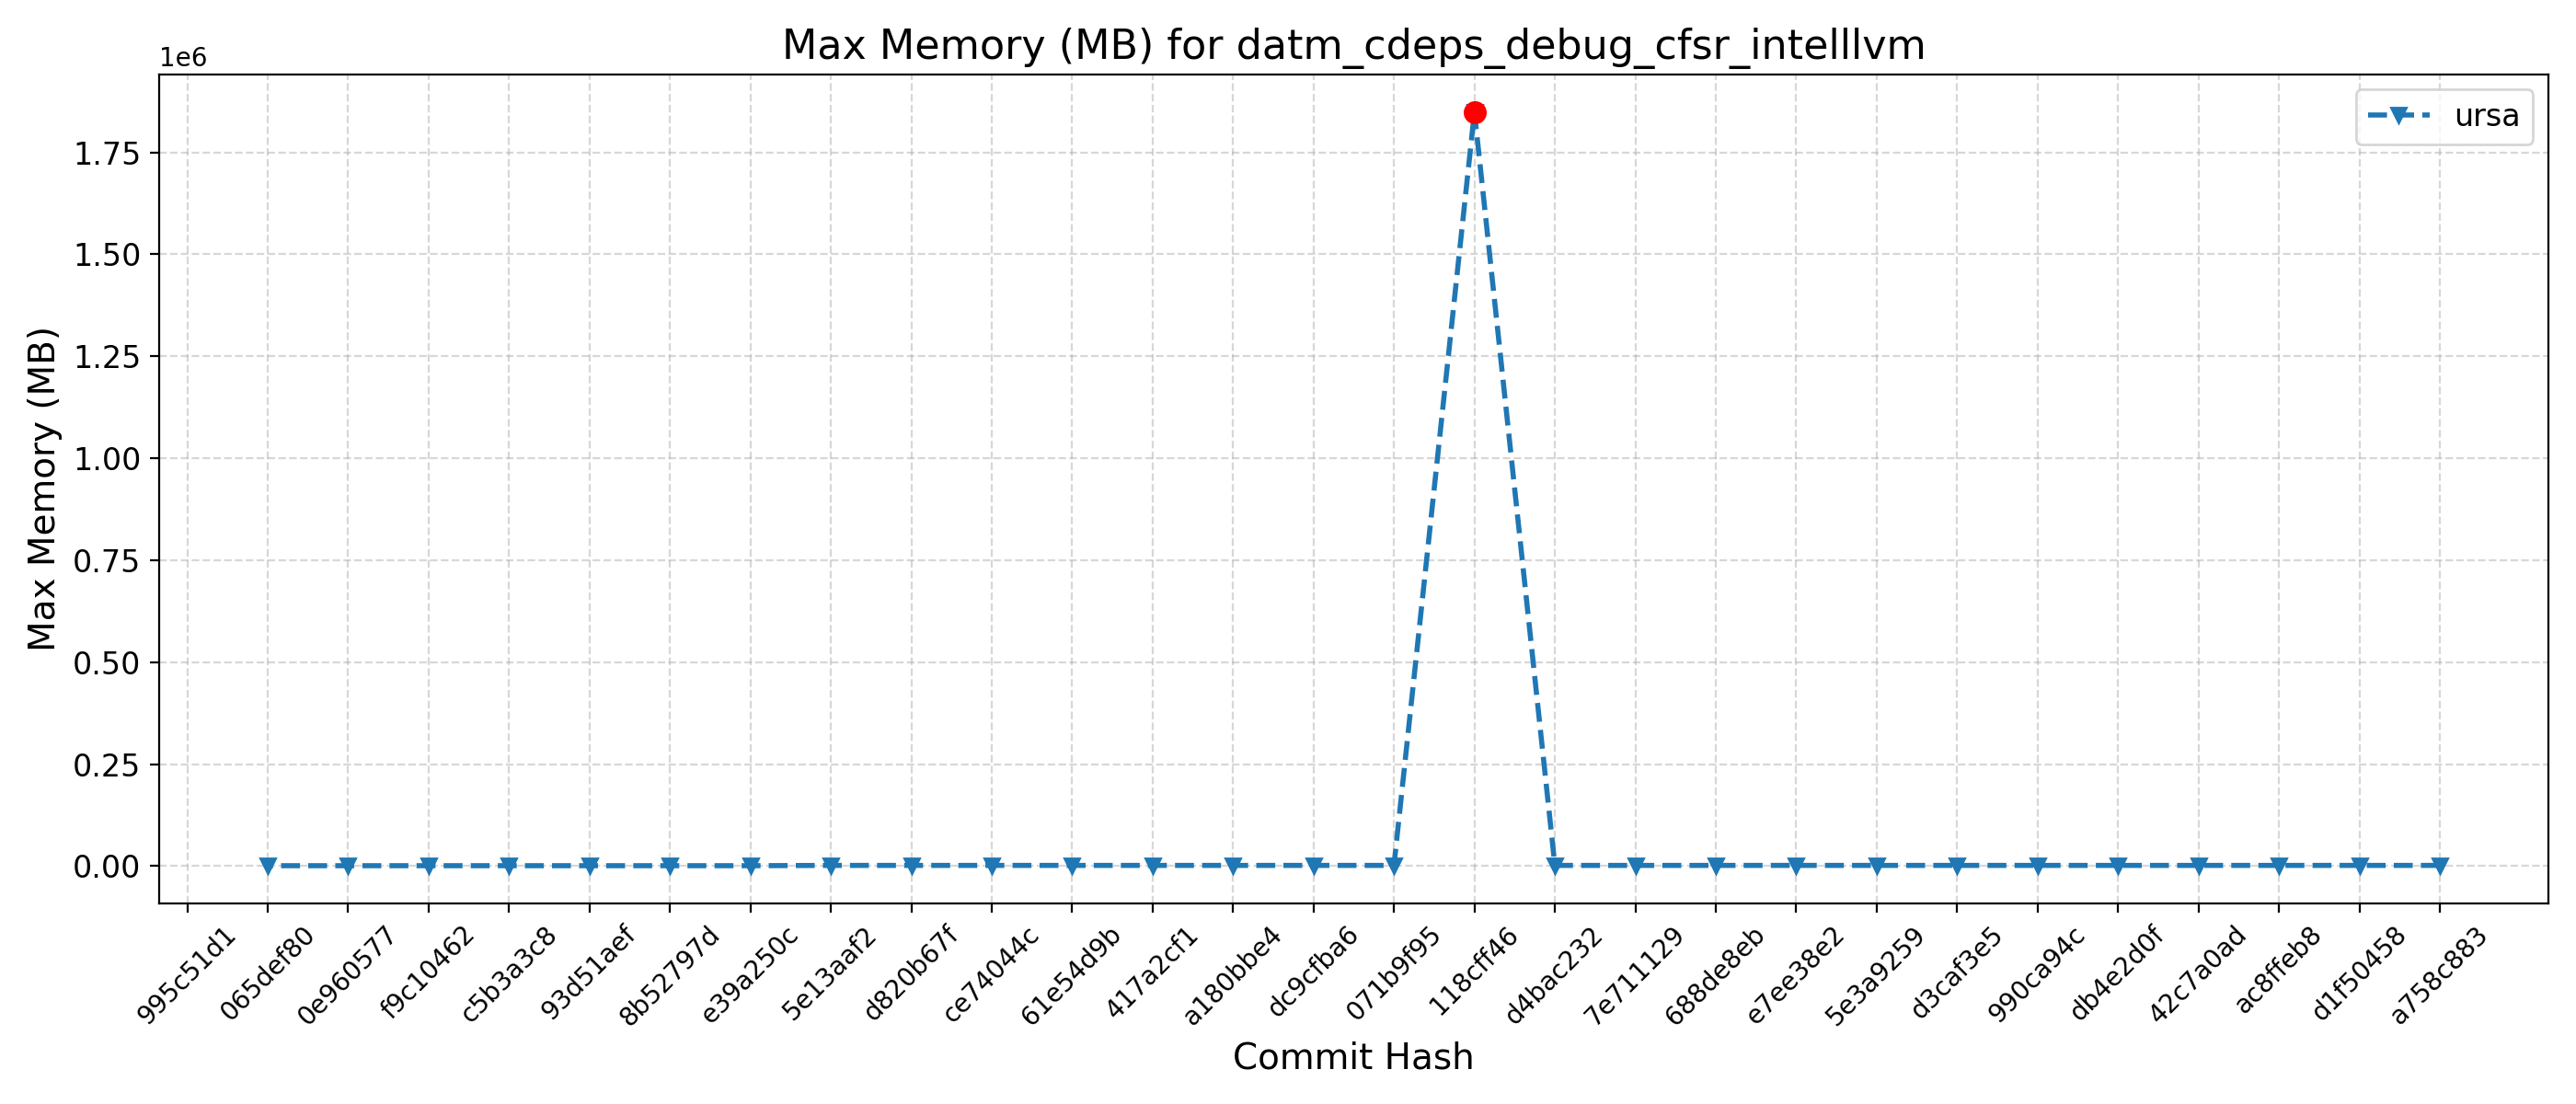 Max Memory (MB) for datm_cdeps_debug_cfsr_intelllvm
1e6
ursa
Max Memory (MB)
1.75
1.50
1.25
1.00
0.75
0.50
0.25
0.00
995c51d1
065def80
0e960577
f9c10462
c5b3a3c8
93d51aef
8b52797d
e39a250c
5e13aaf2
d820b67f
ce74044c
61e54d9b
417a2cf1
a180bbe4
dc9cfba6
071b9f95
118cff46
d4bac232
7e711129
688de8eb
e7ee38e2
5e3a9259
d3caf3e5
990ca94c
db4e2d0f
42c7a0ad
ac8ffeb8
d1f50458
a758c883
Commit Hash